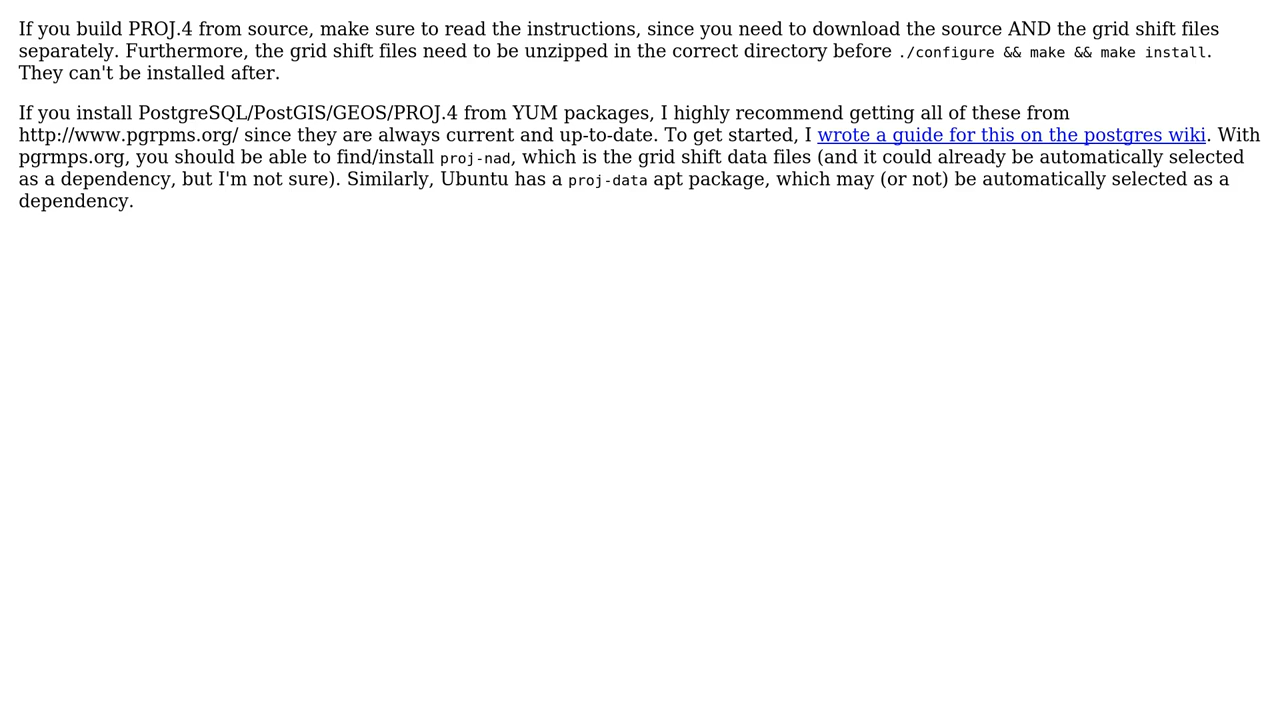 If you build PROJ.4 from source, make sure to read the instructions, since you need to download the source AND the grid shift files
separately. Furthermore, the grid shift files need to be unzipped in the correct directory before ./configure && make && make install.
They can't be installed after.
If you install PostgreSQL/PostGIS/GEOS/PROJ.4 from YUM packages, I highly recommend getting all of these from
http://www.pgrpms.org/ since they are always current and up-to-date. To get started, I wrote a guide for this on the postgres wiki. With
pgrmps.org, you should be able to find/install proj-nad, which is the grid shift data files (and it could already be automatically selected
as a dependency, but I'm not sure). Similarly, Ubuntu has a proj-data apt package, which may (or not) be automatically selected as a
dependency.